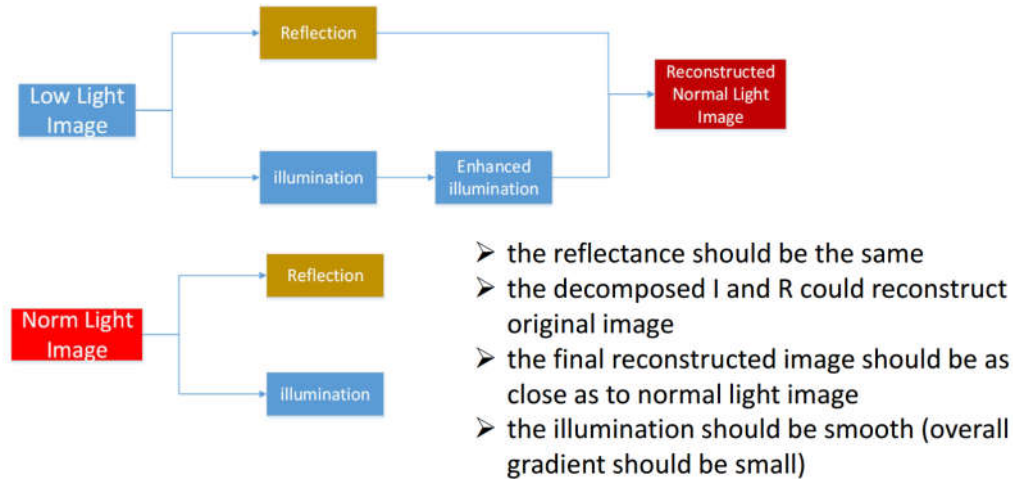 Reflection
Low Light
Image
Reconstructed
Normal Light
Image
illumination
Enhanced
illumination
Reflection
Norm Light
Image
illumination
➢ the reflectance should be the same
➢ the decomposed I and R could reconstruct
original image
➢ the final reconstructed image should be as
close as to normal light image
➢ the illumination should be smooth (overall
gradient should be small)